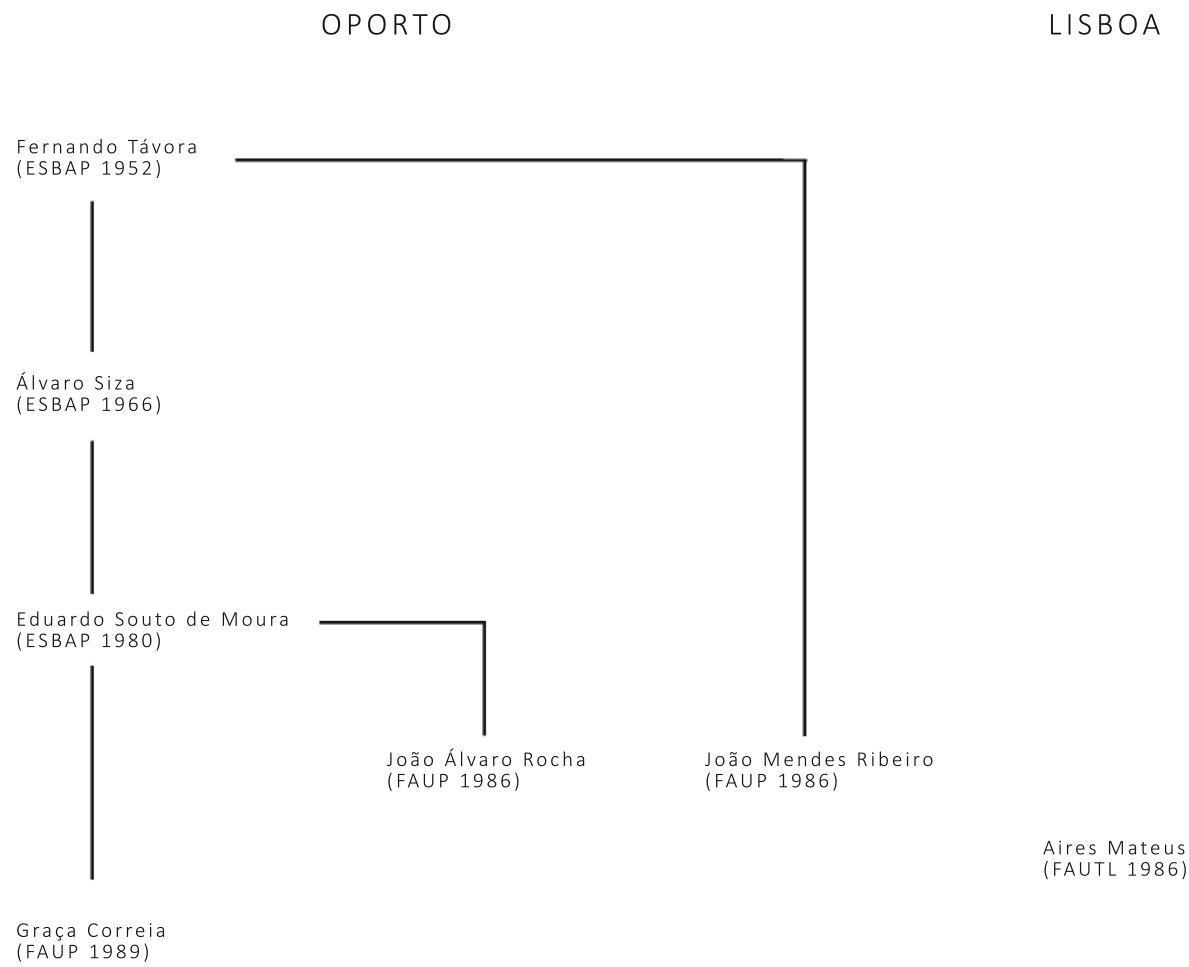 OPORTO
LISBOA
Fernando Távora
(ESBAP 1952)
Álvaro Siza
(ESBAP 1966)
Eduardo Souto de Moura
(ESBAP 1980)
João Álvaro Rocha
(FAUP 1986)
João Mendes Ribeiro
(FAUP 1986)
Aires Mateus
(FAUTL 1986)
Graça Correia
(FAUP 1989)